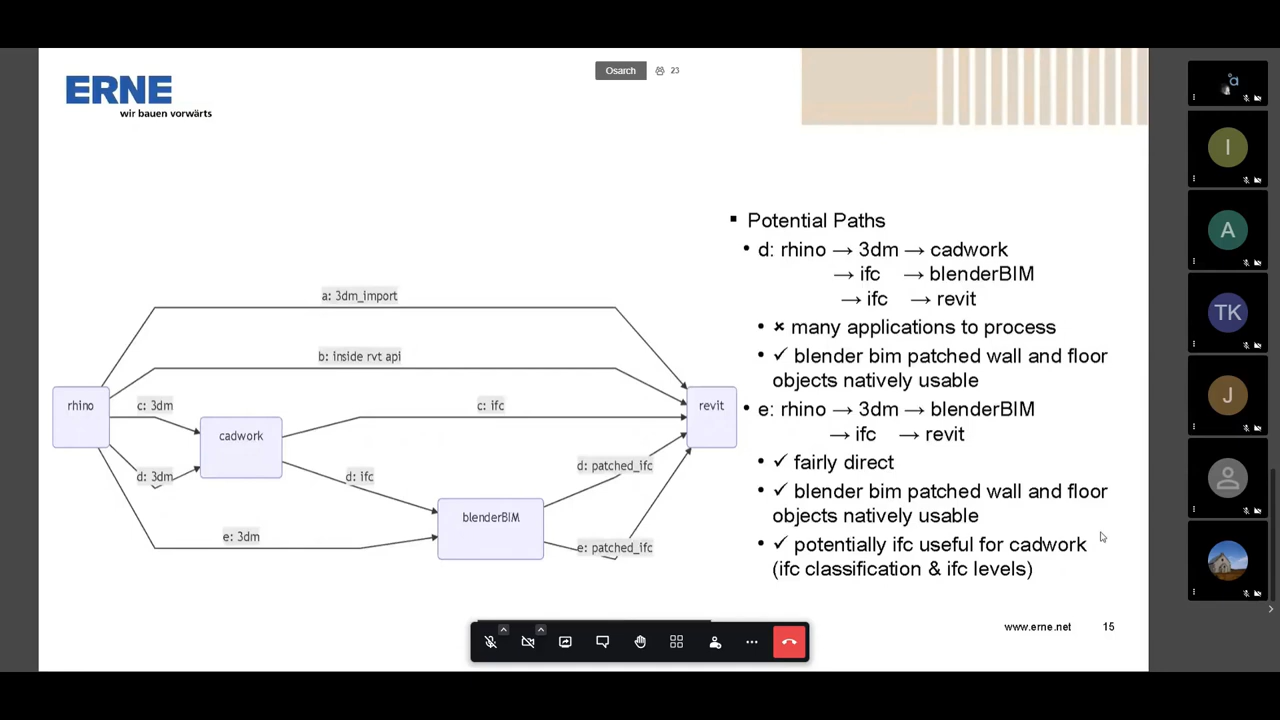 Osarch 23
ERNE
wir bauen vorwärts
a: 3dm_import
b: inside rvt api
rhino
c: 3dm
c: ifc
revit
cadwork
d: 3dm
d: ifc
d: patched_ifc
blenderBIM
e: 3dm
e: patched_ifc
▪ Potential Paths
• d: rhino → 3dm → cadwork
→ ifc → blenderBIM
→ ifc → revit
• ✗ many applications to process
• ✓ blender bim patched wall and floor
objects natively usable
• e: rhino → 3dm → blenderBIM
→ ifc → revit
• ✓ fairly direct
• ✓ blender bim patched wall and floor
objects natively usable
• ✓ potentially ifc useful for cadwork
(ifc classification & ifc levels)
www.erne.net 15
a
I
A
TK
J